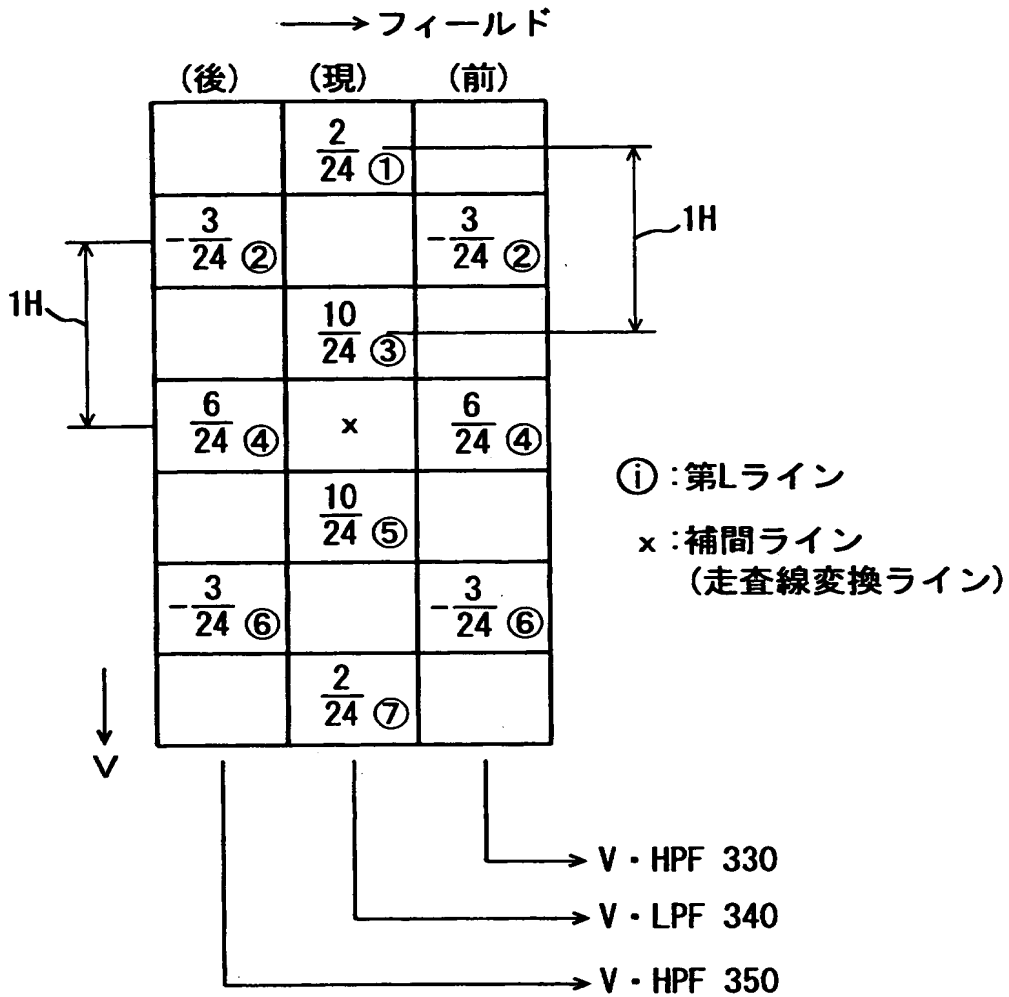 →フィールド
(後) (現) (前)
2/24 ①
-3/24 ② -3/24 ②
1H
10/24 ③
1H
6/24 ④ x 6/24 ④
10/24 ⑤
ⓘ:第Lライン
x:補間ライン
(走査線変換ライン)
-3/24 ⑥ -3/24 ⑥
2/24 ⑦
V
V・HPF 330
V・LPF 340
V・HPF 350